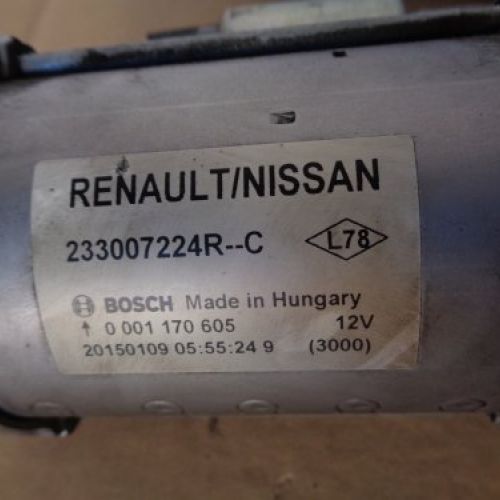 RENAULT/NISSAN
233007224R--C L78
BOSCH Made in Hungary
↑ 0 001 170 605 12V
20150109 05:55:24 9 (3000)